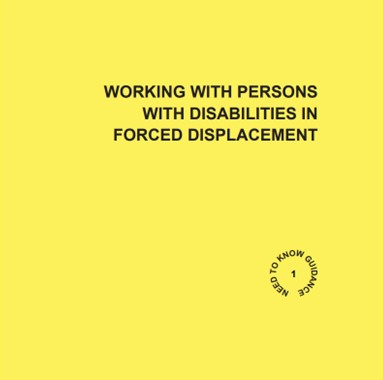 WORKING WITH PERSONS
WITH DISABILITIES IN
FORCED DISPLACEMENT
NEED TO KNOW GUIDANCE
1